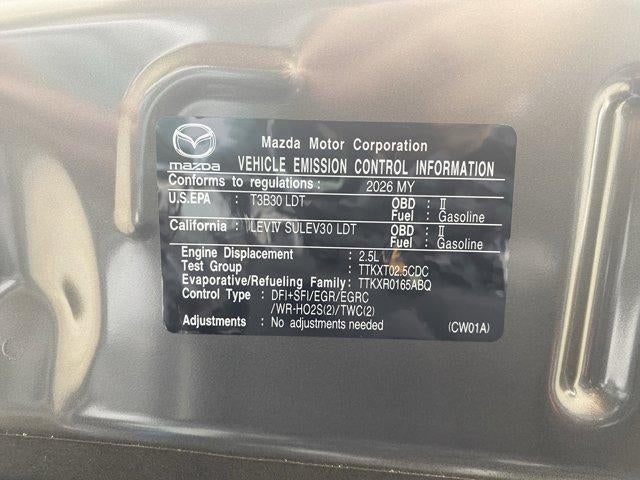 Mazda Motor Corporation
mazda VEHICLE EMISSION CONTROL INFORMATION
Conforms to regulations : 2026 MY
U.S.EPA : T3B30 LDT OBD : II
Fuel : Gasoline
California : LEVIV SULEV30 LDT OBD : II
Fuel : Gasoline
Engine Displacement : 2.5L
Test Group : TTKXT02.5CDC
Evaporative/Refueling Family: TTKXR0165ABQ
Control Type : DFI+SFI/EGR/EGRC
/WR-HO2S(2)/TWC(2)
Adjustments : No adjustments needed (CW01A)